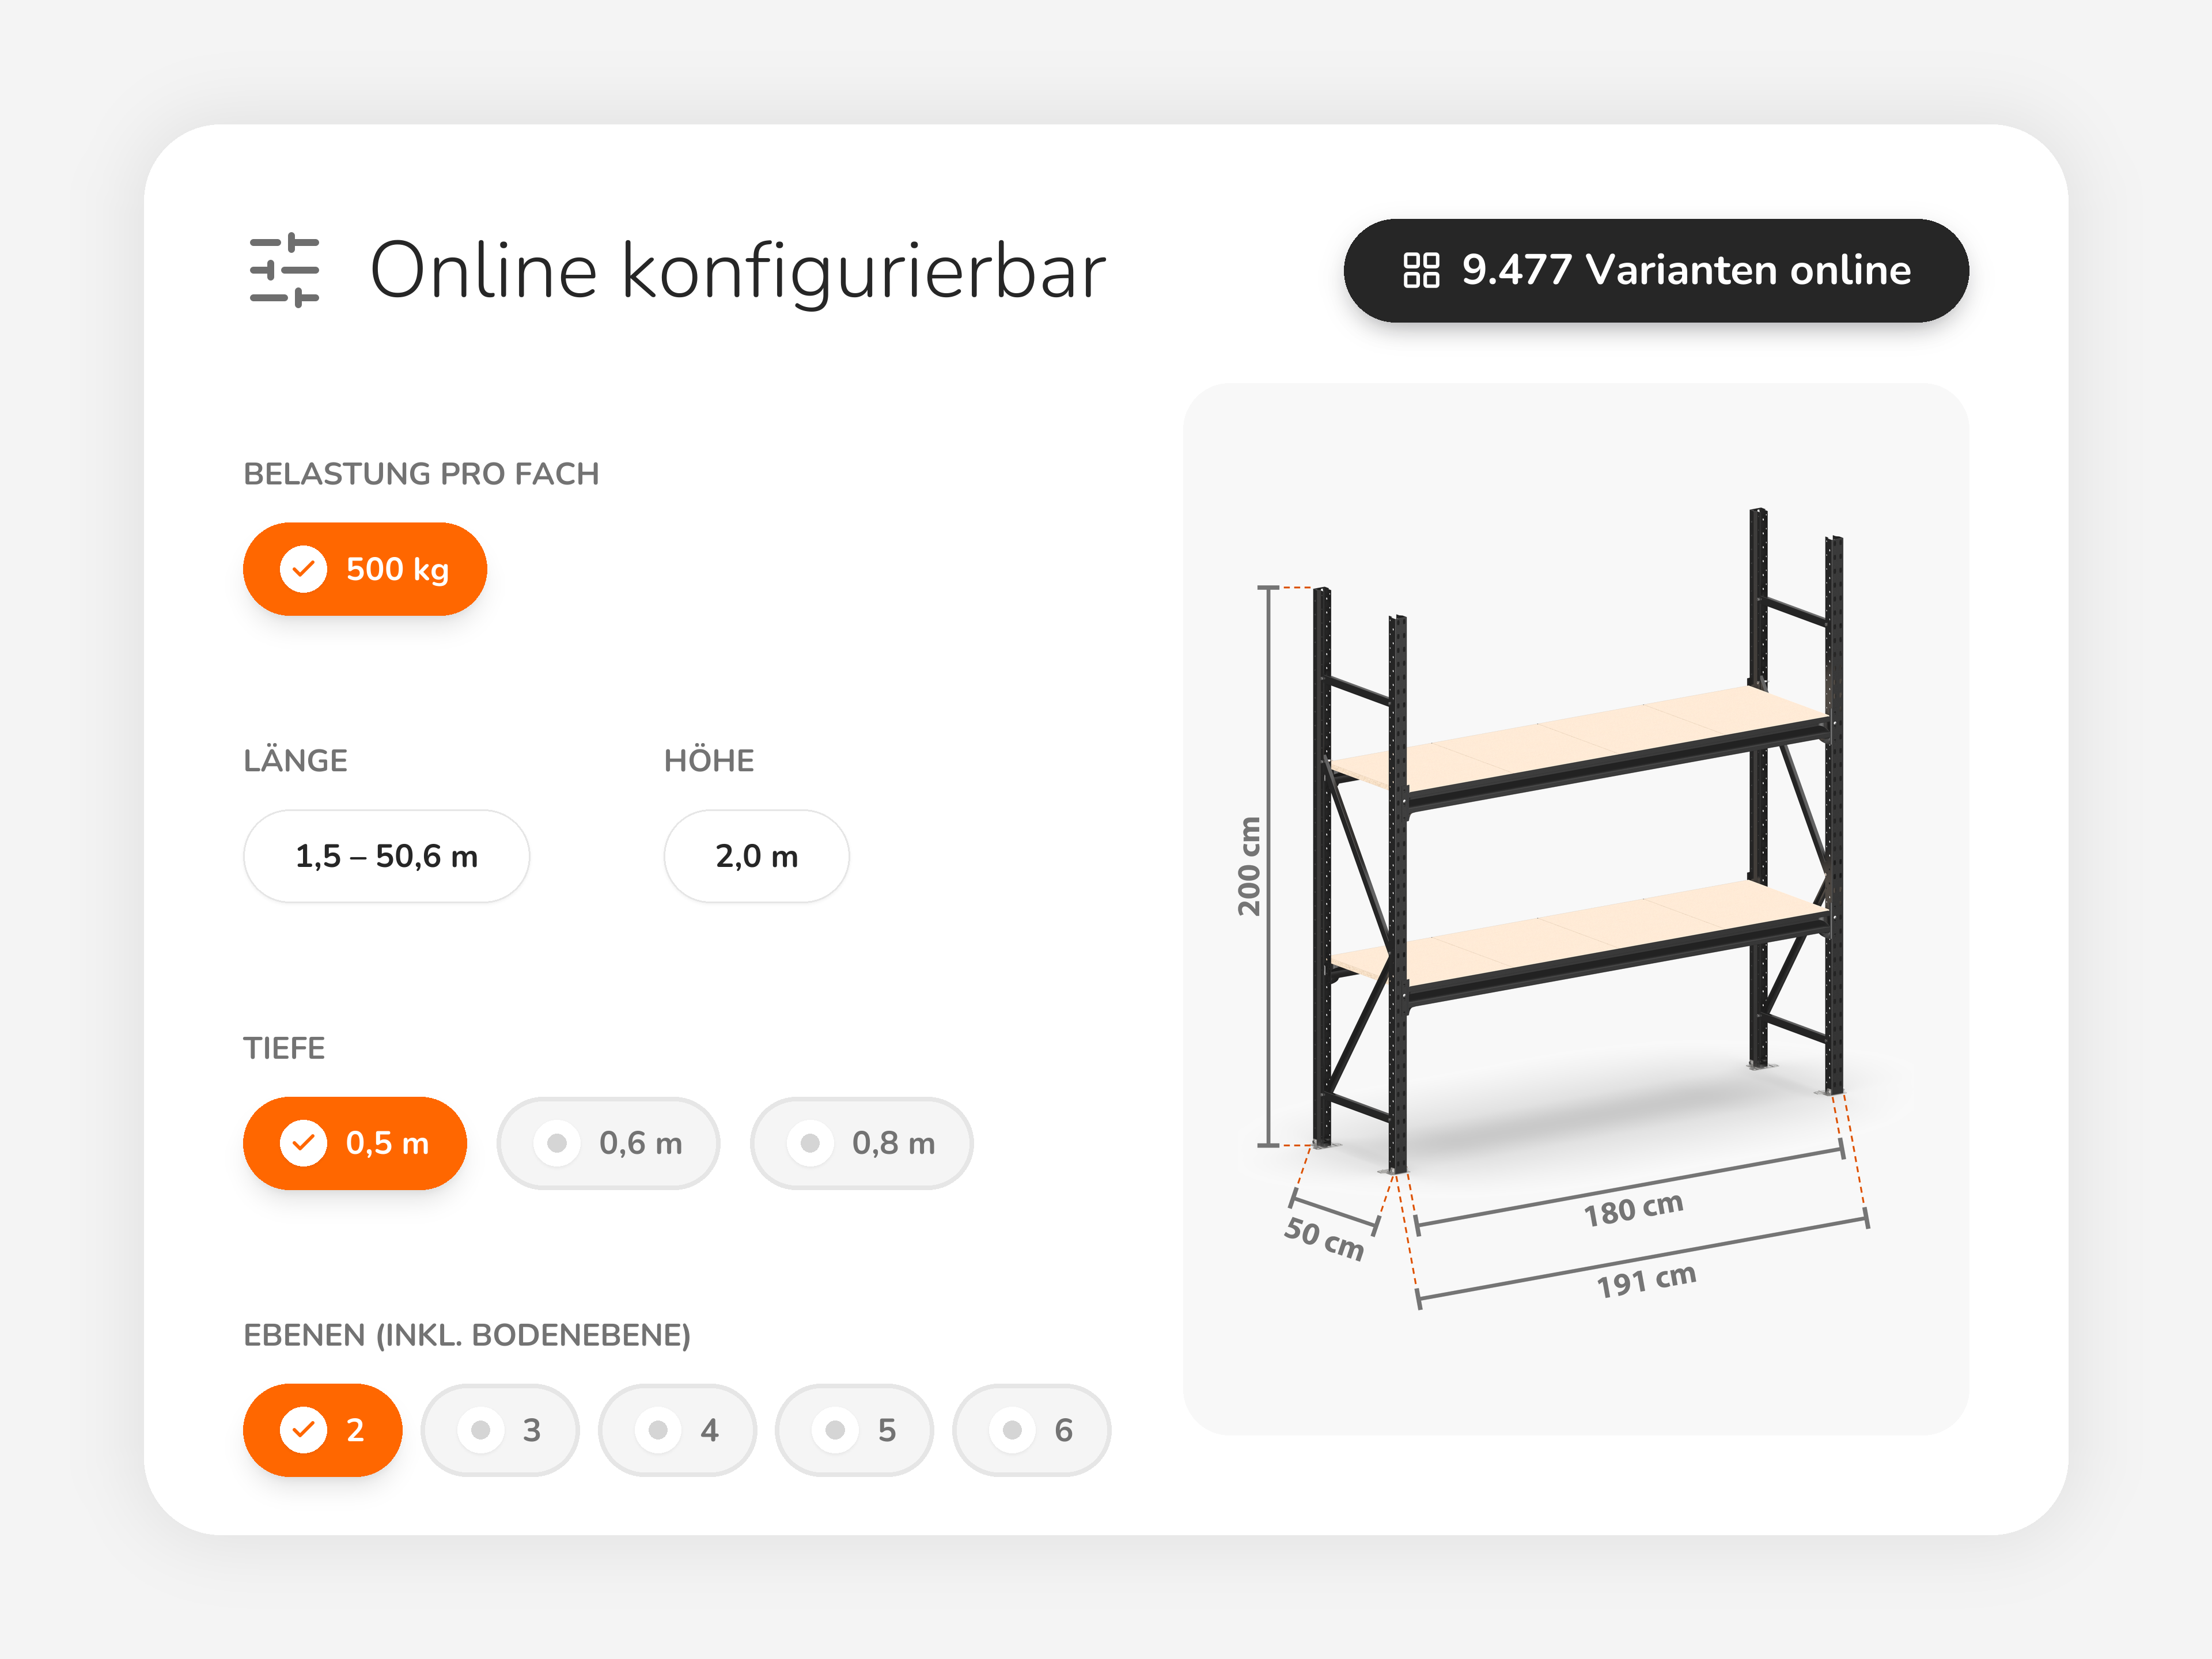 Online konfigurierbar
9.477 Varianten online
BELASTUNG PRO FACH
500 kg
LÄNGE
HÖHE
1,5 – 50,6 m
2,0 m
TIEFE
0,5 m
0,6 m
0,8 m
EBENEN (INKL. BODENEBENE)
2
3
4
5
6
200 cm
50 cm
180 cm
191 cm